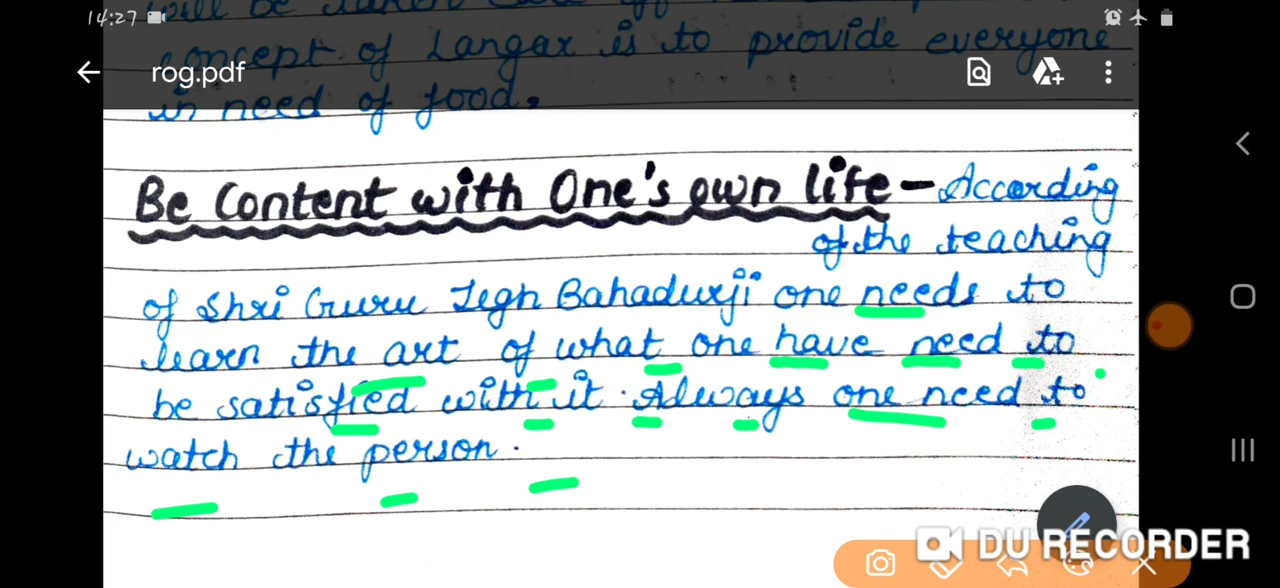 14:27
will be
concept of Langar is to provide everyone
rog.pdf
in need of food.
Be Content with One's own life - According
of the teaching
of Shri Guru Tegh Bahadurji one needs to
learn the art of what one have need to
be satisfied with it. Always one need to
watch the person.
DU RECORDER